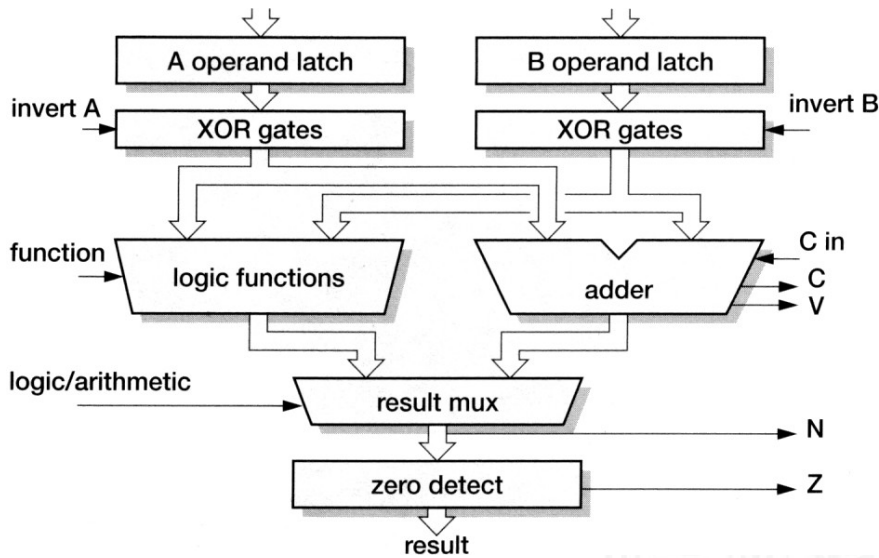 A operand latch
B operand latch
invert A
invert B
XOR gates
XOR gates
function
C in
logic functions
adder
C
V
logic/arithmetic
result mux
N
zero detect
Z
result